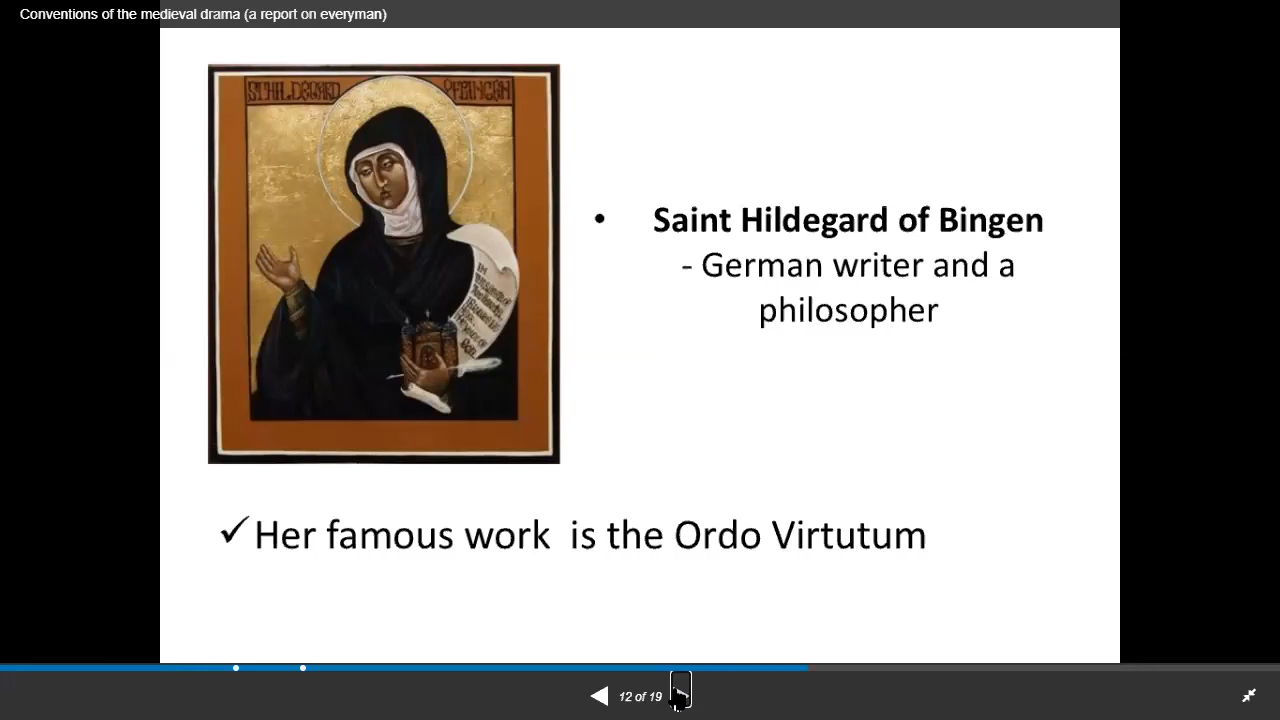 Conventions of the medieval drama (a report on everyman)
ST HILDEGARD
• Saint Hildegard of Bingen
- German writer and a
philosopher
✓Her famous work is the Ordo Virtutum
12 of 19